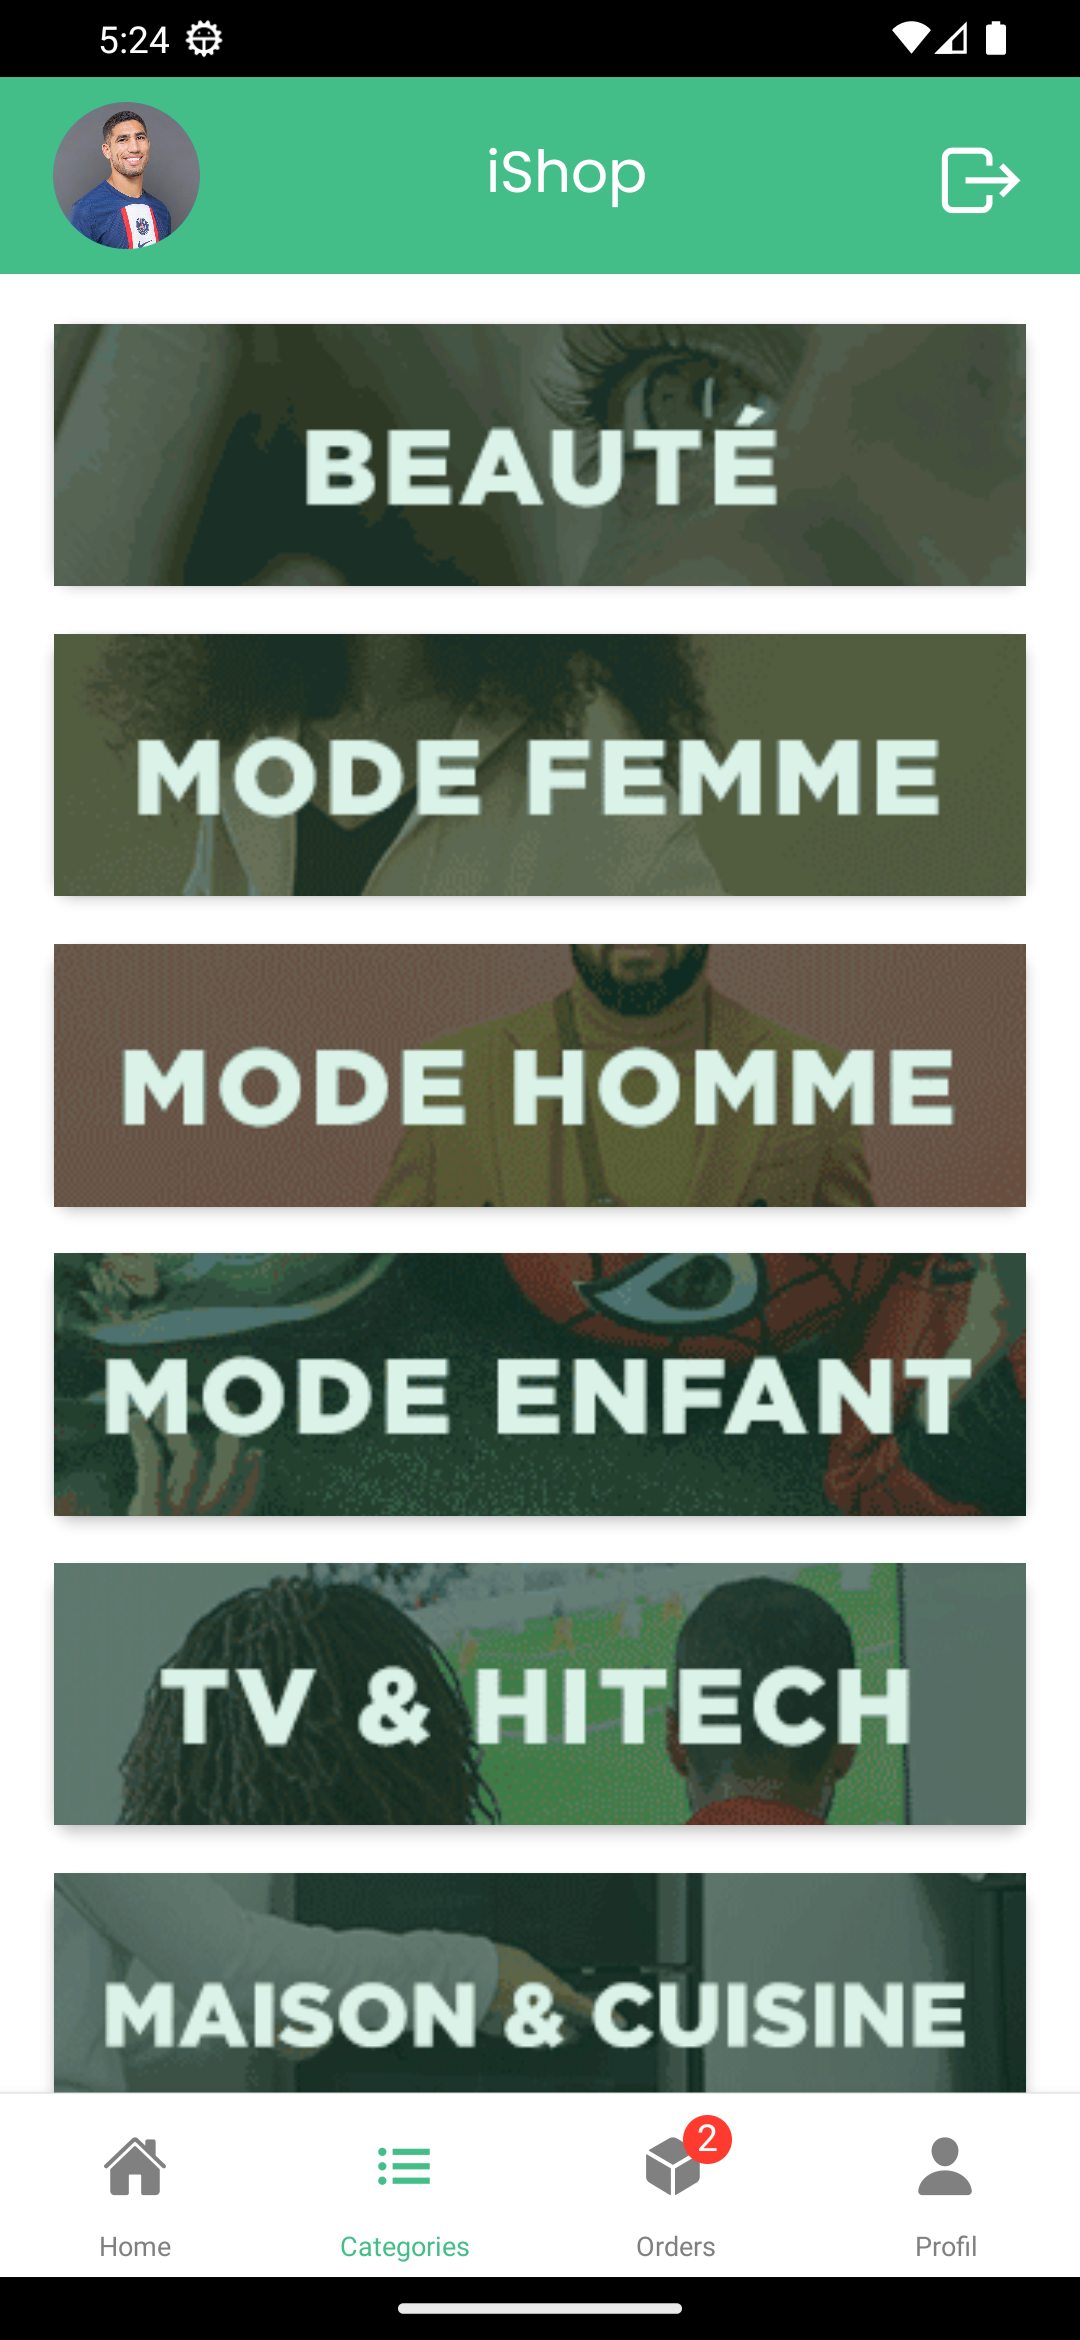 5:24
iShop
BEAUTÉ
MODE FEMME
MODE HOMME
MODE ENFANT
TV & HITECH
MAISON & CUISINE
2
Home
Categories
Orders
Profil